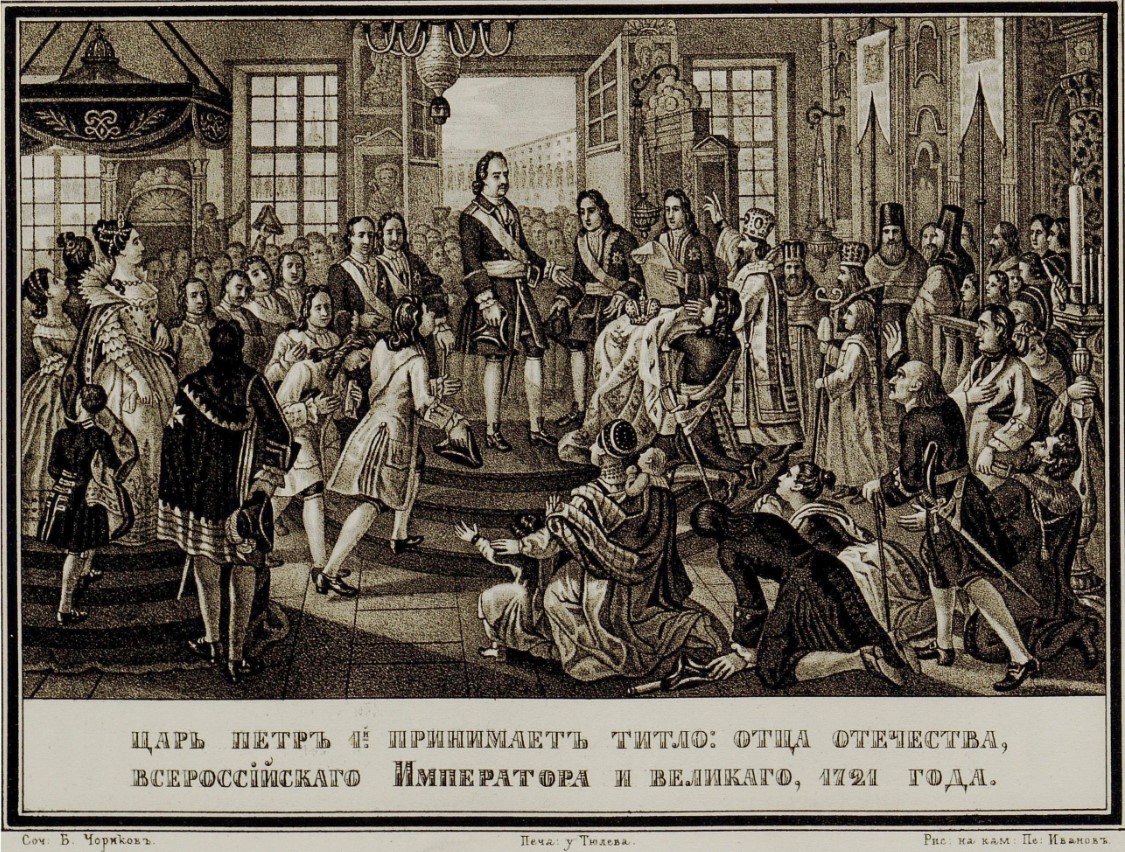 ЦАРЬ ПЕТРЪ 1й: ПРИНИМАЕТЪ ТИТЛО: ОТЦА ОТЕЧЕСТВА,
ВСЕРОССІЙСКАГО ИМПЕРАТОРА И ВЕЛИКАГО, 1721 ГОДА.
Соч: Б. Чориковъ. Печа: у Тюлева. Рис: на кам: Пе: Ивановъ.